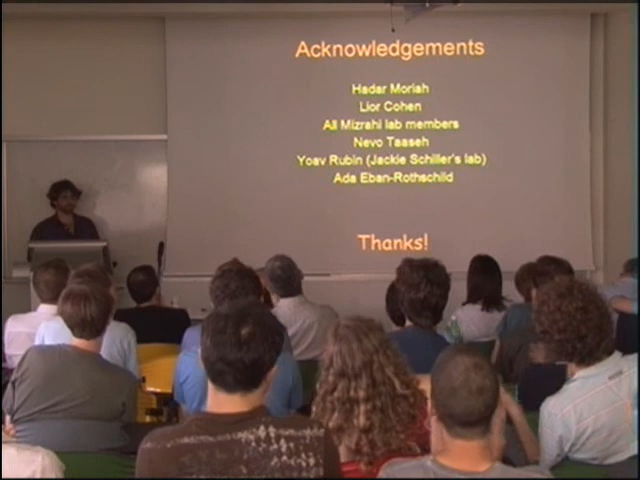 Acknowledgements
Hadar Moriah
Lior Cohen
All Mizrahi lab members
Nevo Taaseh
Yoav Rubin (Jackie Schiller's lab)
Ada Eban-Rothschild
Thanks!